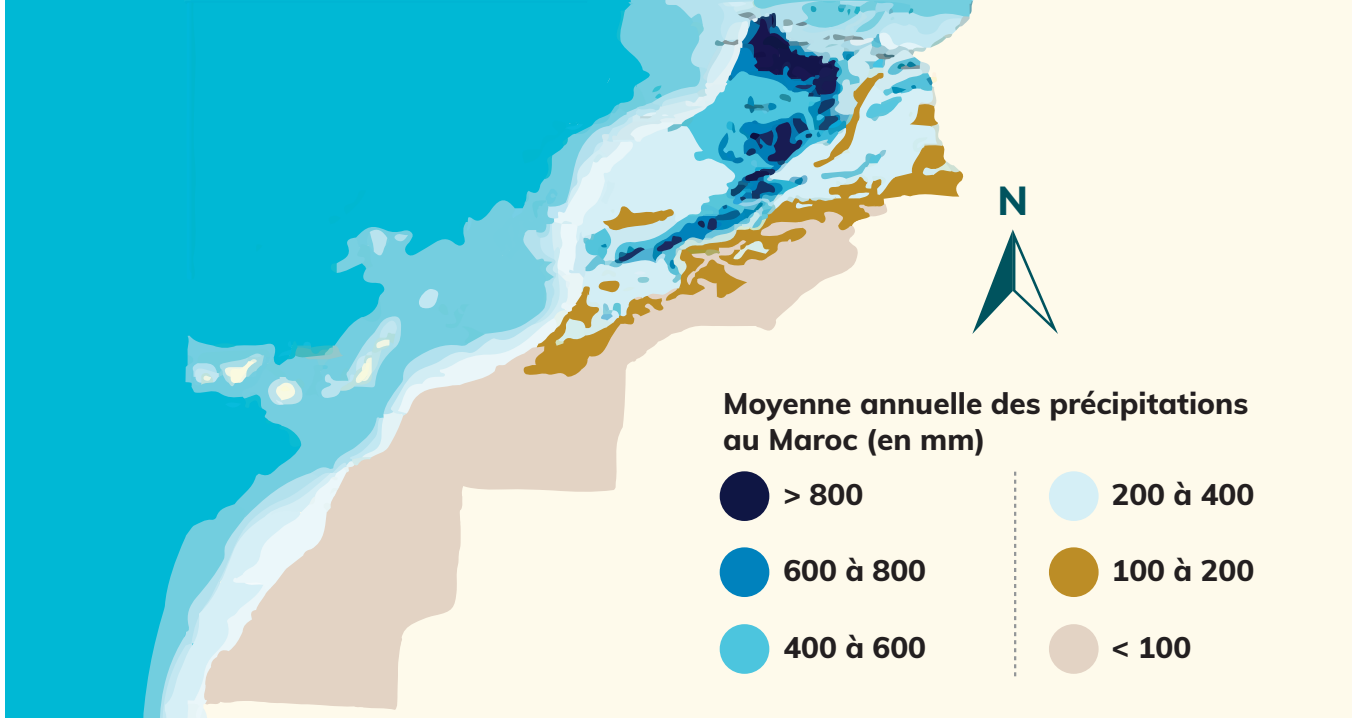 N
Moyenne annuelle des précipitations
au Maroc (en mm)
> 800
600 à 800
400 à 600
200 à 400
100 à 200
< 100